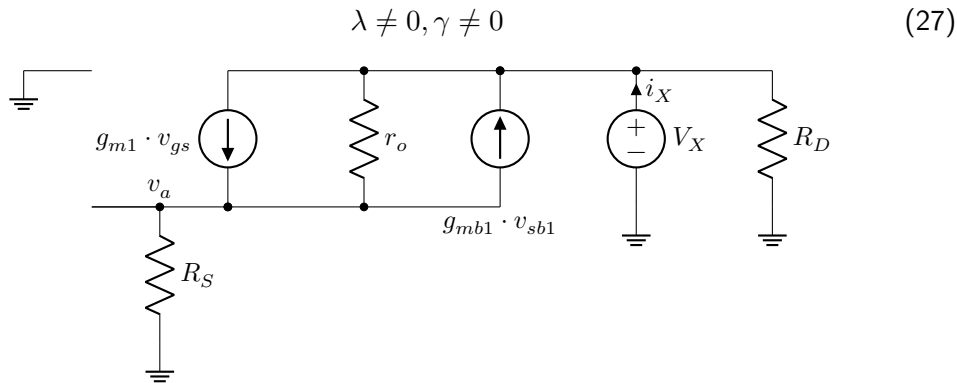 λ ≠ 0, γ ≠ 0 (27)
i_X
+
−
g_{m1} · v_{gs}
r_o
V_X
R_D
v_a
g_{mb1} · v_{sb1}
R_S